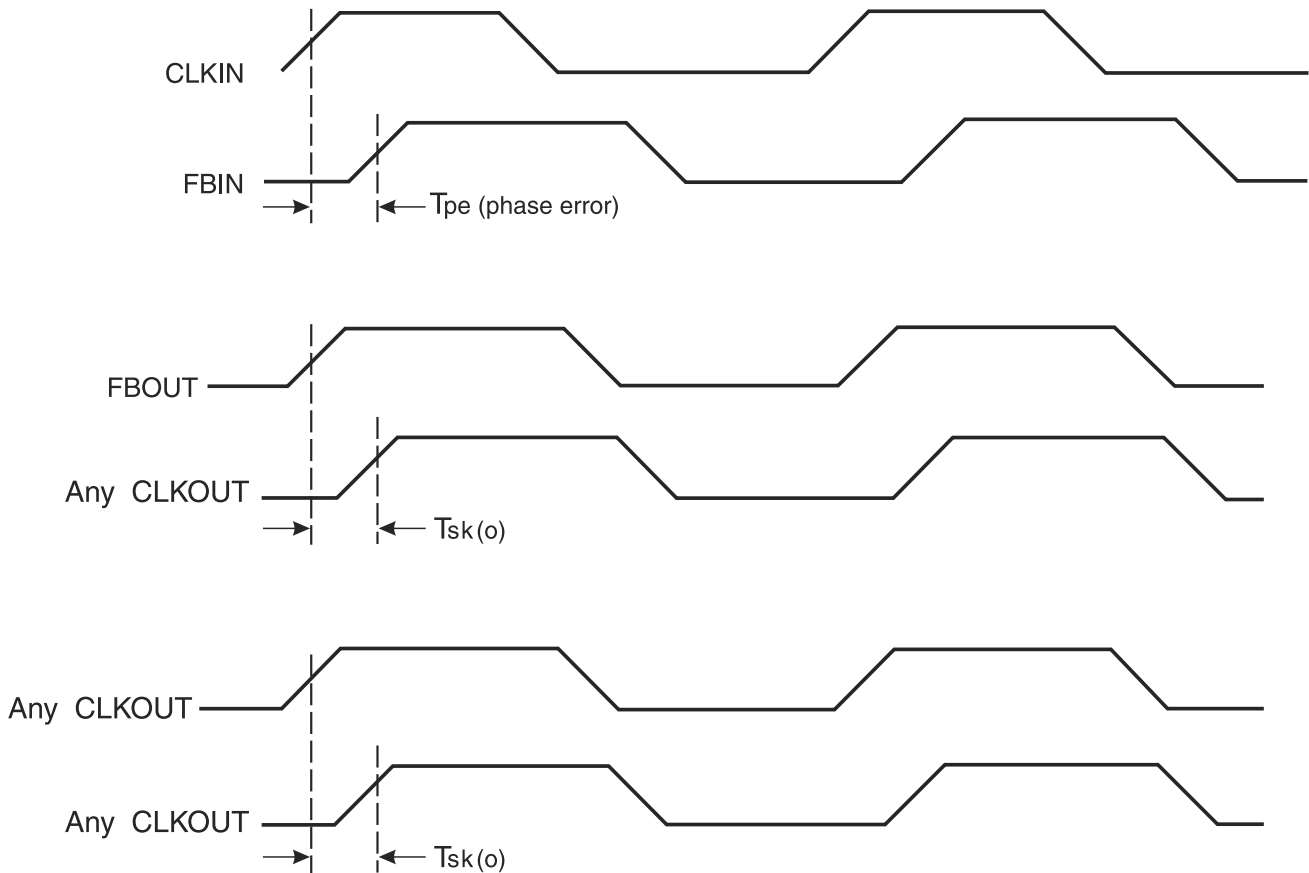 CLKIN
FBIN
Tpe (phase error)
FBOUT
Any CLKOUT
Tsk (o)
Any CLKOUT
Any CLKOUT
Tsk (o)